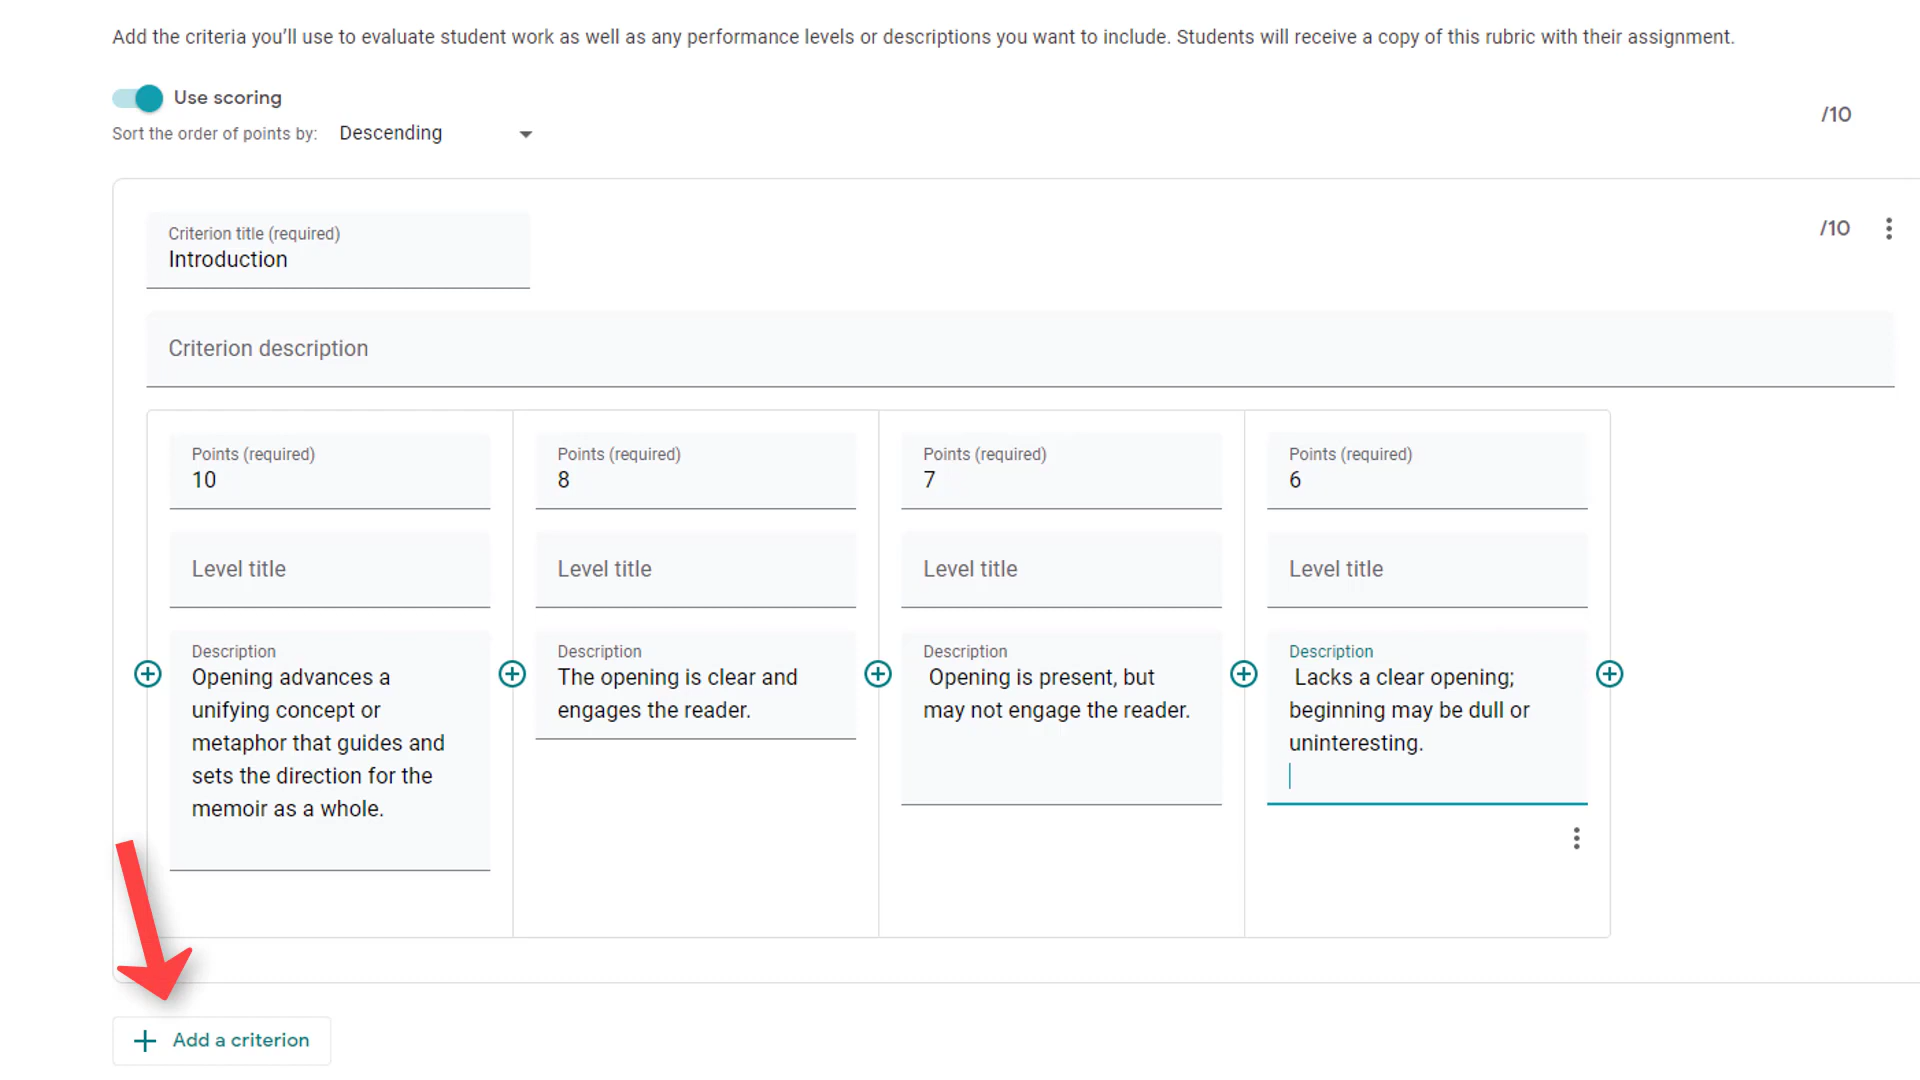 Add the criteria you'll use to evaluate student work as well as any performance levels or descriptions you want to include. Students will receive a copy of this rubric with their assignment.
Use scoring
/10
Sort the order of points by: Descending
Criterion title (required)
Introduction
/10
Criterion description
Points (required)
10
Level title
Description
Opening advances a
unifying concept or
metaphor that guides and
sets the direction for the
memoir as a whole.
Points (required)
8
Level title
Description
The opening is clear and
engages the reader.
Points (required)
7
Level title
Description
Opening is present, but
may not engage the reader.
Points (required)
6
Level title
Description
Lacks a clear opening;
beginning may be dull or
uninteresting.
Add a criterion